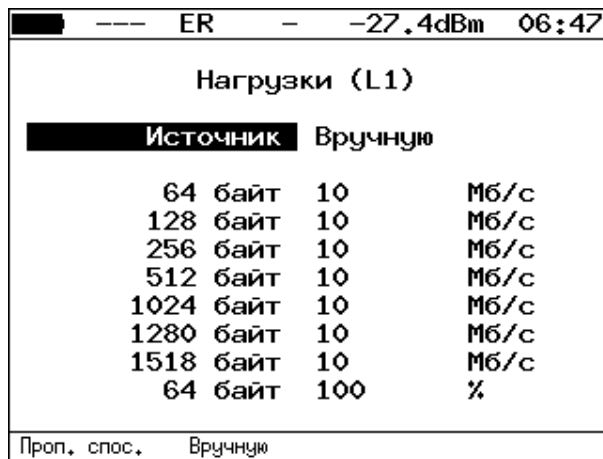 --- ER - -27.4dBm 06:47
Нагрузки (L1)
Источник Вручную
64 байт 10 Мб/с
128 байт 10 Мб/с
256 байт 10 Мб/с
512 байт 10 Мб/с
1024 байт 10 Мб/с
1280 байт 10 Мб/с
1518 байт 10 Мб/с
64 байт 100 %
Проп. спос. Вручную